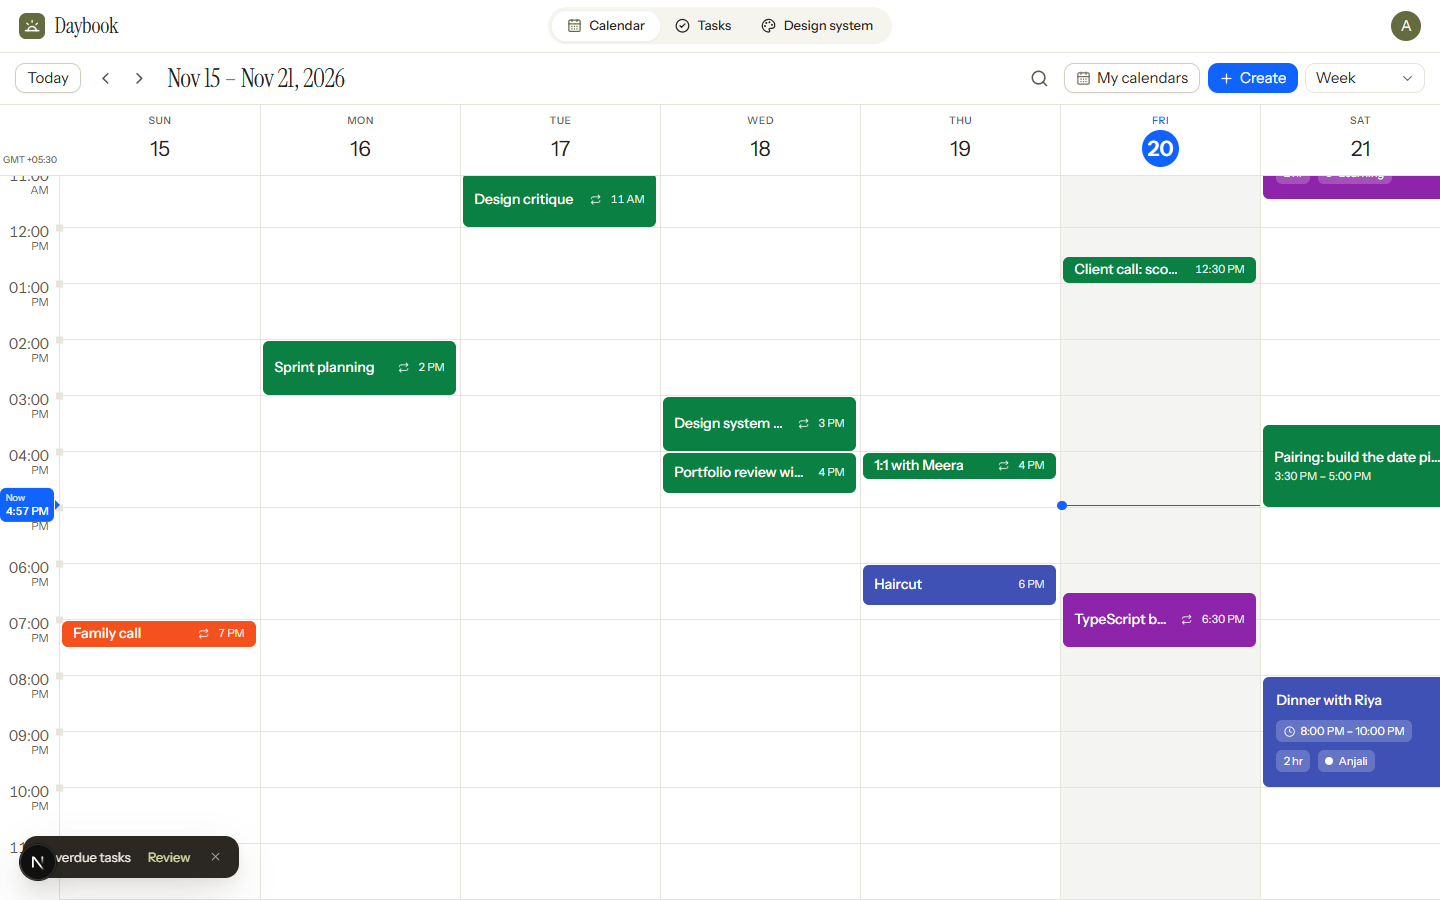 Daybook
Calendar
Tasks
Design system
A
Today
Nov 15 – Nov 21, 2026
My calendars
+ Create
Week
GMT +05:30
SUN
15
MON
16
TUE
17
WED
18
THU
19
FRI
20
SAT
21
11:00
AM
12:00
PM
01:00
PM
02:00
PM
03:00
PM
04:00
PM
Now
4:57 PM
PM
06:00
PM
07:00
PM
08:00
PM
09:00
PM
10:00
PM
Family call 7 PM
Sprint planning 2 PM
Design critique 11 AM
Design system ... 3 PM
Portfolio review wi... 4 PM
1:1 with Meera 4 PM
Haircut 6 PM
Client call: sco... 12:30 PM
TypeScript b... 6:30 PM
Pairing: build the date pi...
3:30 PM – 5:00 PM
Dinner with Riya
8:00 PM – 10:00 PM
2 hr
Anjali
N
verdue tasks
Review